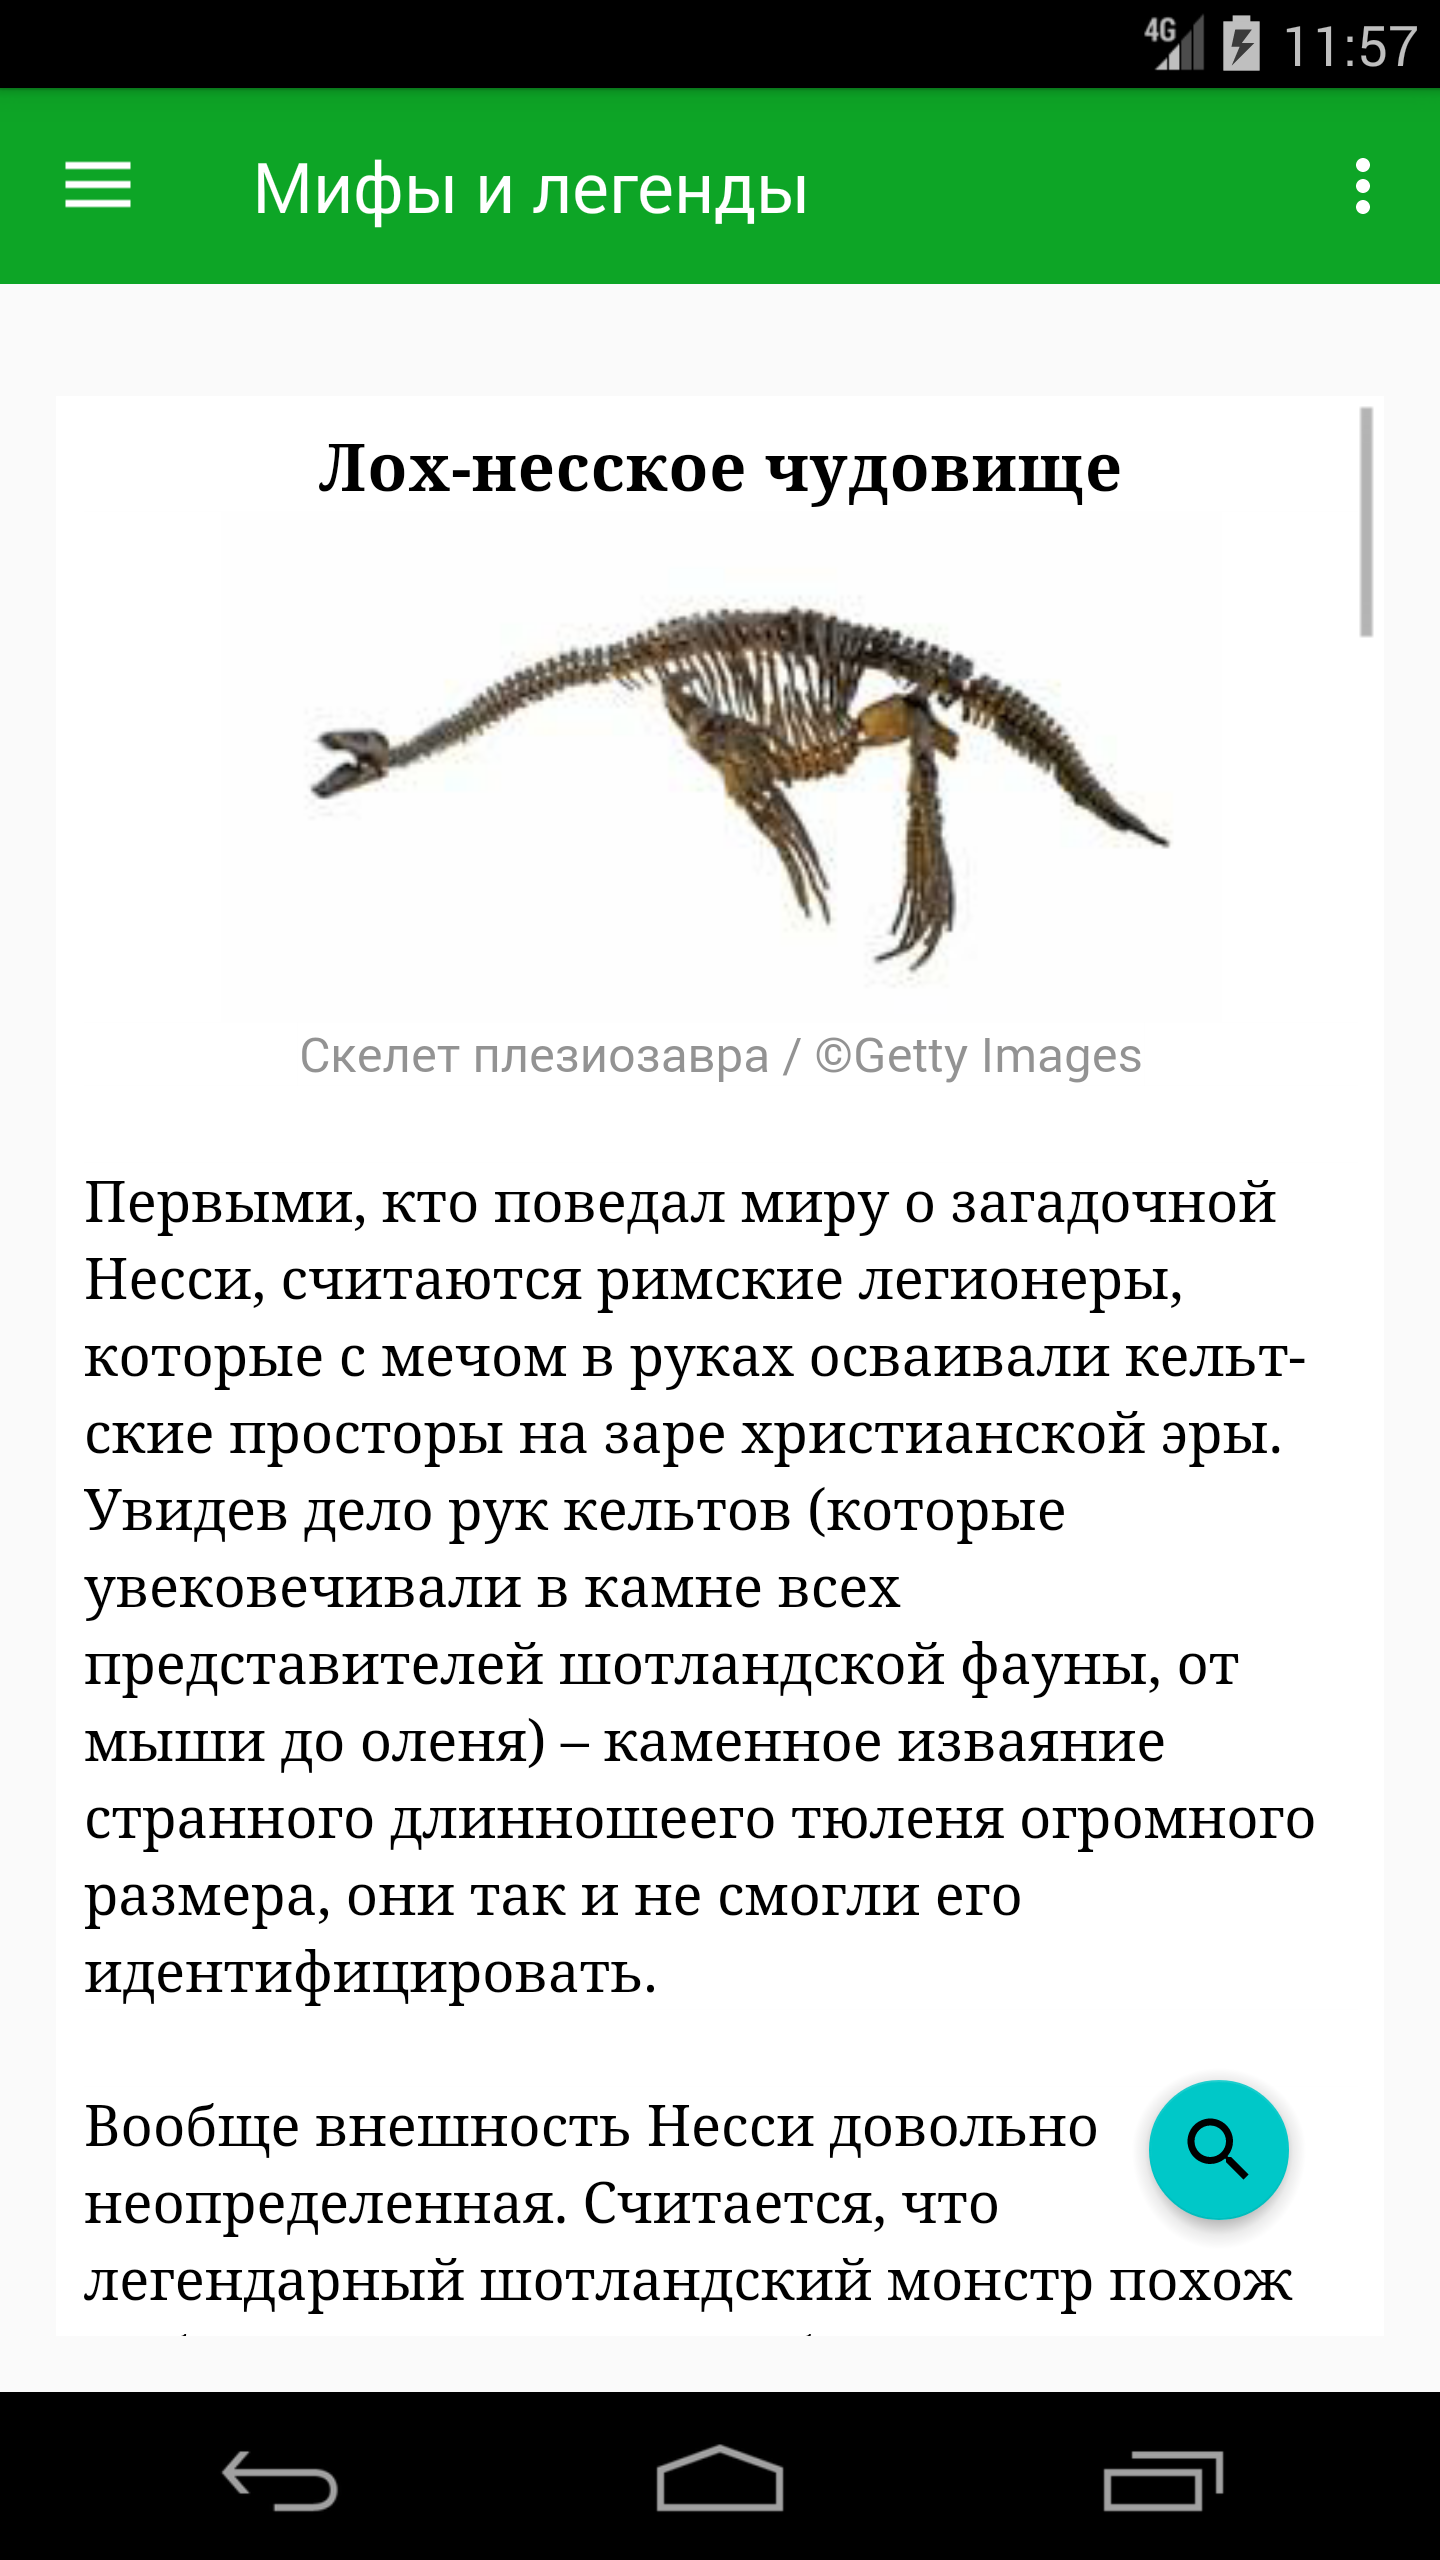 4G 11:57
Мифы и легенды
Лох-несское чудовище
Скелет плезиозавра / ©Getty Images
Первыми, кто поведал миру о загадочной
Несси, считаются римские легионеры,
которые с мечом в руках осваивали кельт-
ские просторы на заре христианской эры.
Увидев дело рук кельтов (которые
увековечивали в камне всех
представителей шотландской фауны, от
мыши до оленя) – каменное изваяние
странного длинношеего тюленя огромного
размера, они так и не смогли его
идентифицировать.
Вообще внешность Несси довольно
неопределенная. Считается, что
легендарный шотландский монстр похож